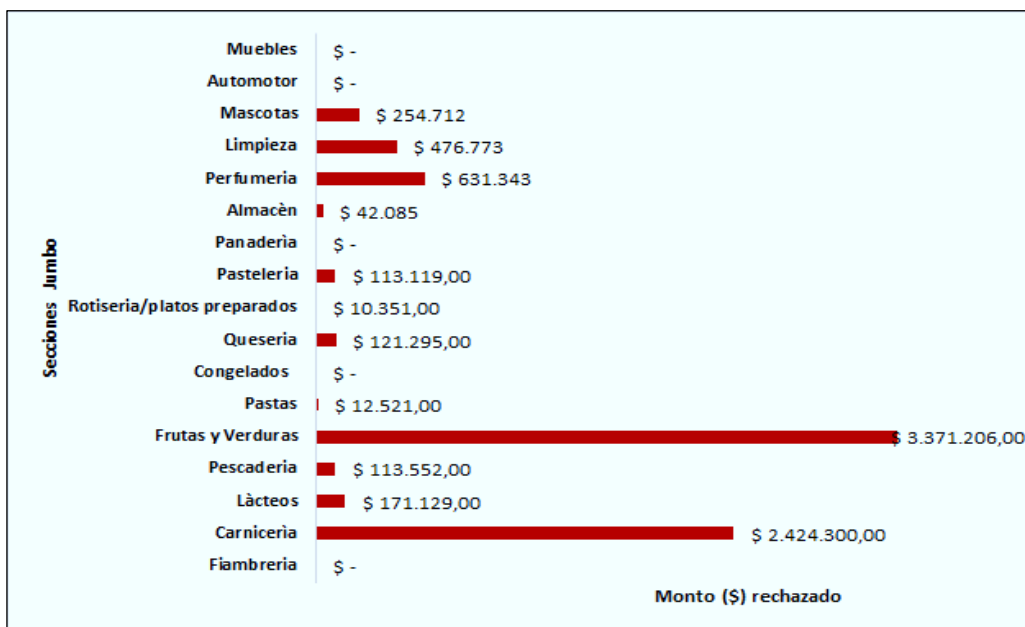 Muebles $ -
Automotor $ -
Mascotas $ 254.712
Limpieza $ 476.773
Perfumeria $ 631.343
Almacèn $ 42.085
Panaderìa $ -
Pasteleria $ 113.119,00
Rotiseria/platos preparados $ 10.351,00
Queseria $ 121.295,00
Congelados $ -
Pastas $ 12.521,00
Frutas y Verduras $ 3.371.206,00
Pescaderia $ 113.552,00
Làcteos $ 171.129,00
Carnicerìa $ 2.424.300,00
Fiambreria $ -
Secciones Jumbo
Monto ($) rechazado